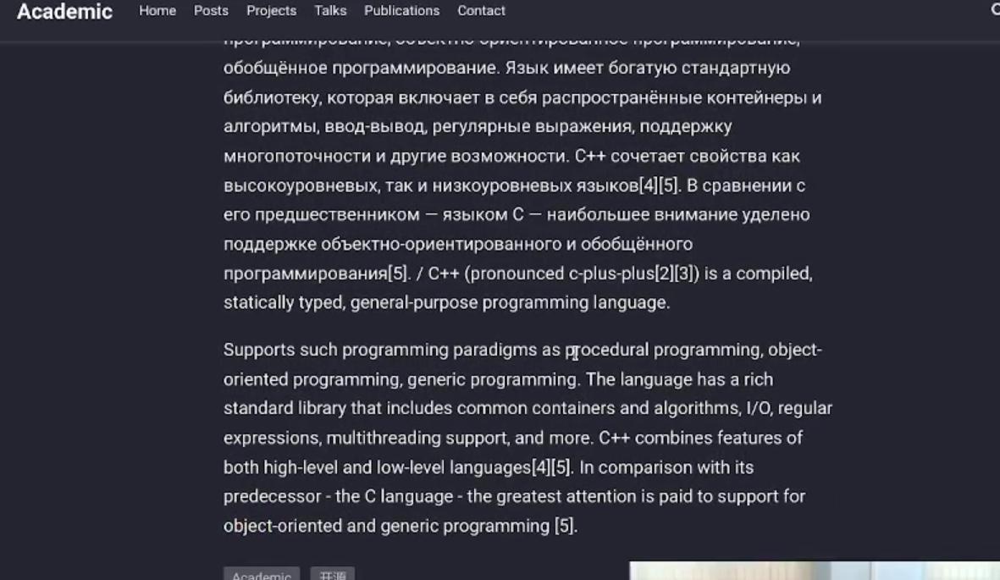 Academic
Home Posts Projects Talks Publications Contact
программирование, объектно-ориентированное программирование,
обобщённое программирование. Язык имеет богатую стандартную
библиотеку, которая включает в себя распространённые контейнеры и
алгоритмы, ввод-вывод, регулярные выражения, поддержку
многопоточности и другие возможности. C++ сочетает свойства как
высокоуровневых, так и низкоуровневых языков[4][5]. В сравнении с
его предшественником — языком C — наибольшее внимание уделено
поддержке объектно-ориентированного и обобщённого
программирования[5]. / C++ (pronounced c-plus-plus[2][3]) is a compiled,
statically typed, general-purpose programming language.
Supports such programming paradigms as procedural programming, object-
oriented programming, generic programming. The language has a rich
standard library that includes common containers and algorithms, I/O, regular
expressions, multithreading support, and more. C++ combines features of
both high-level and low-level languages[4][5]. In comparison with its
predecessor - the C language - the greatest attention is paid to support for
object-oriented and generic programming [5].
Academic 开源